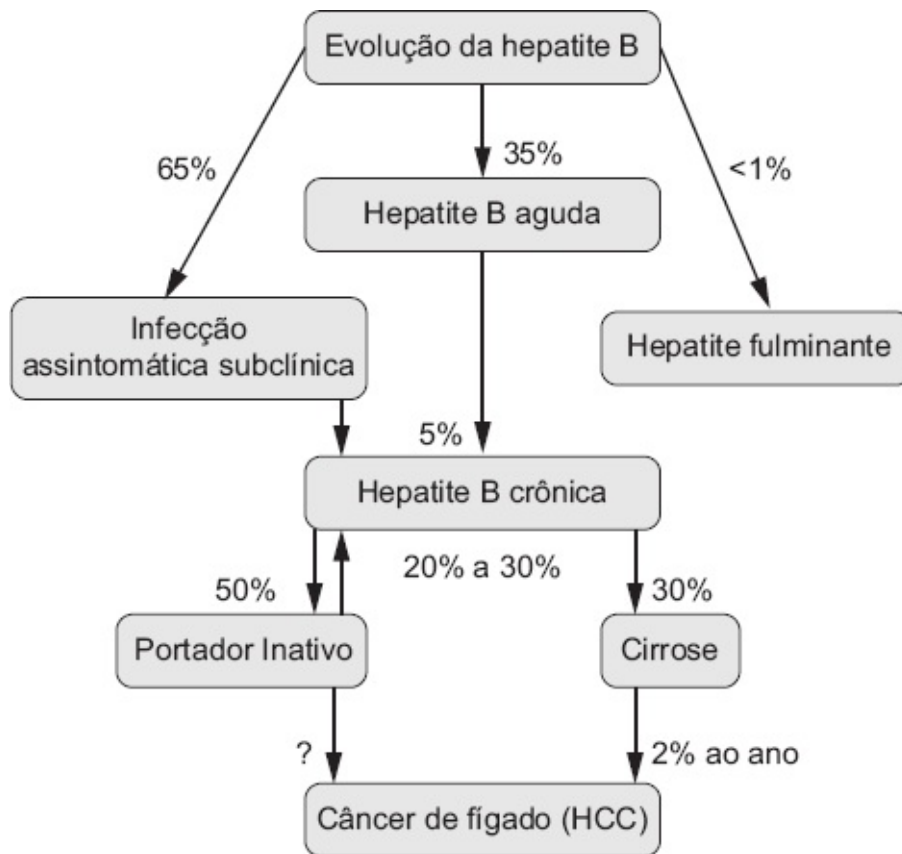 Evolução da hepatite B
65%
35%
<1%
Hepatite B aguda
Infecção
assintomática subclínica
Hepatite fulminante
5%
Hepatite B crônica
20% a 30%
50%
30%
Portador Inativo
Cirrose
?
2% ao ano
Câncer de fígado (HCC)